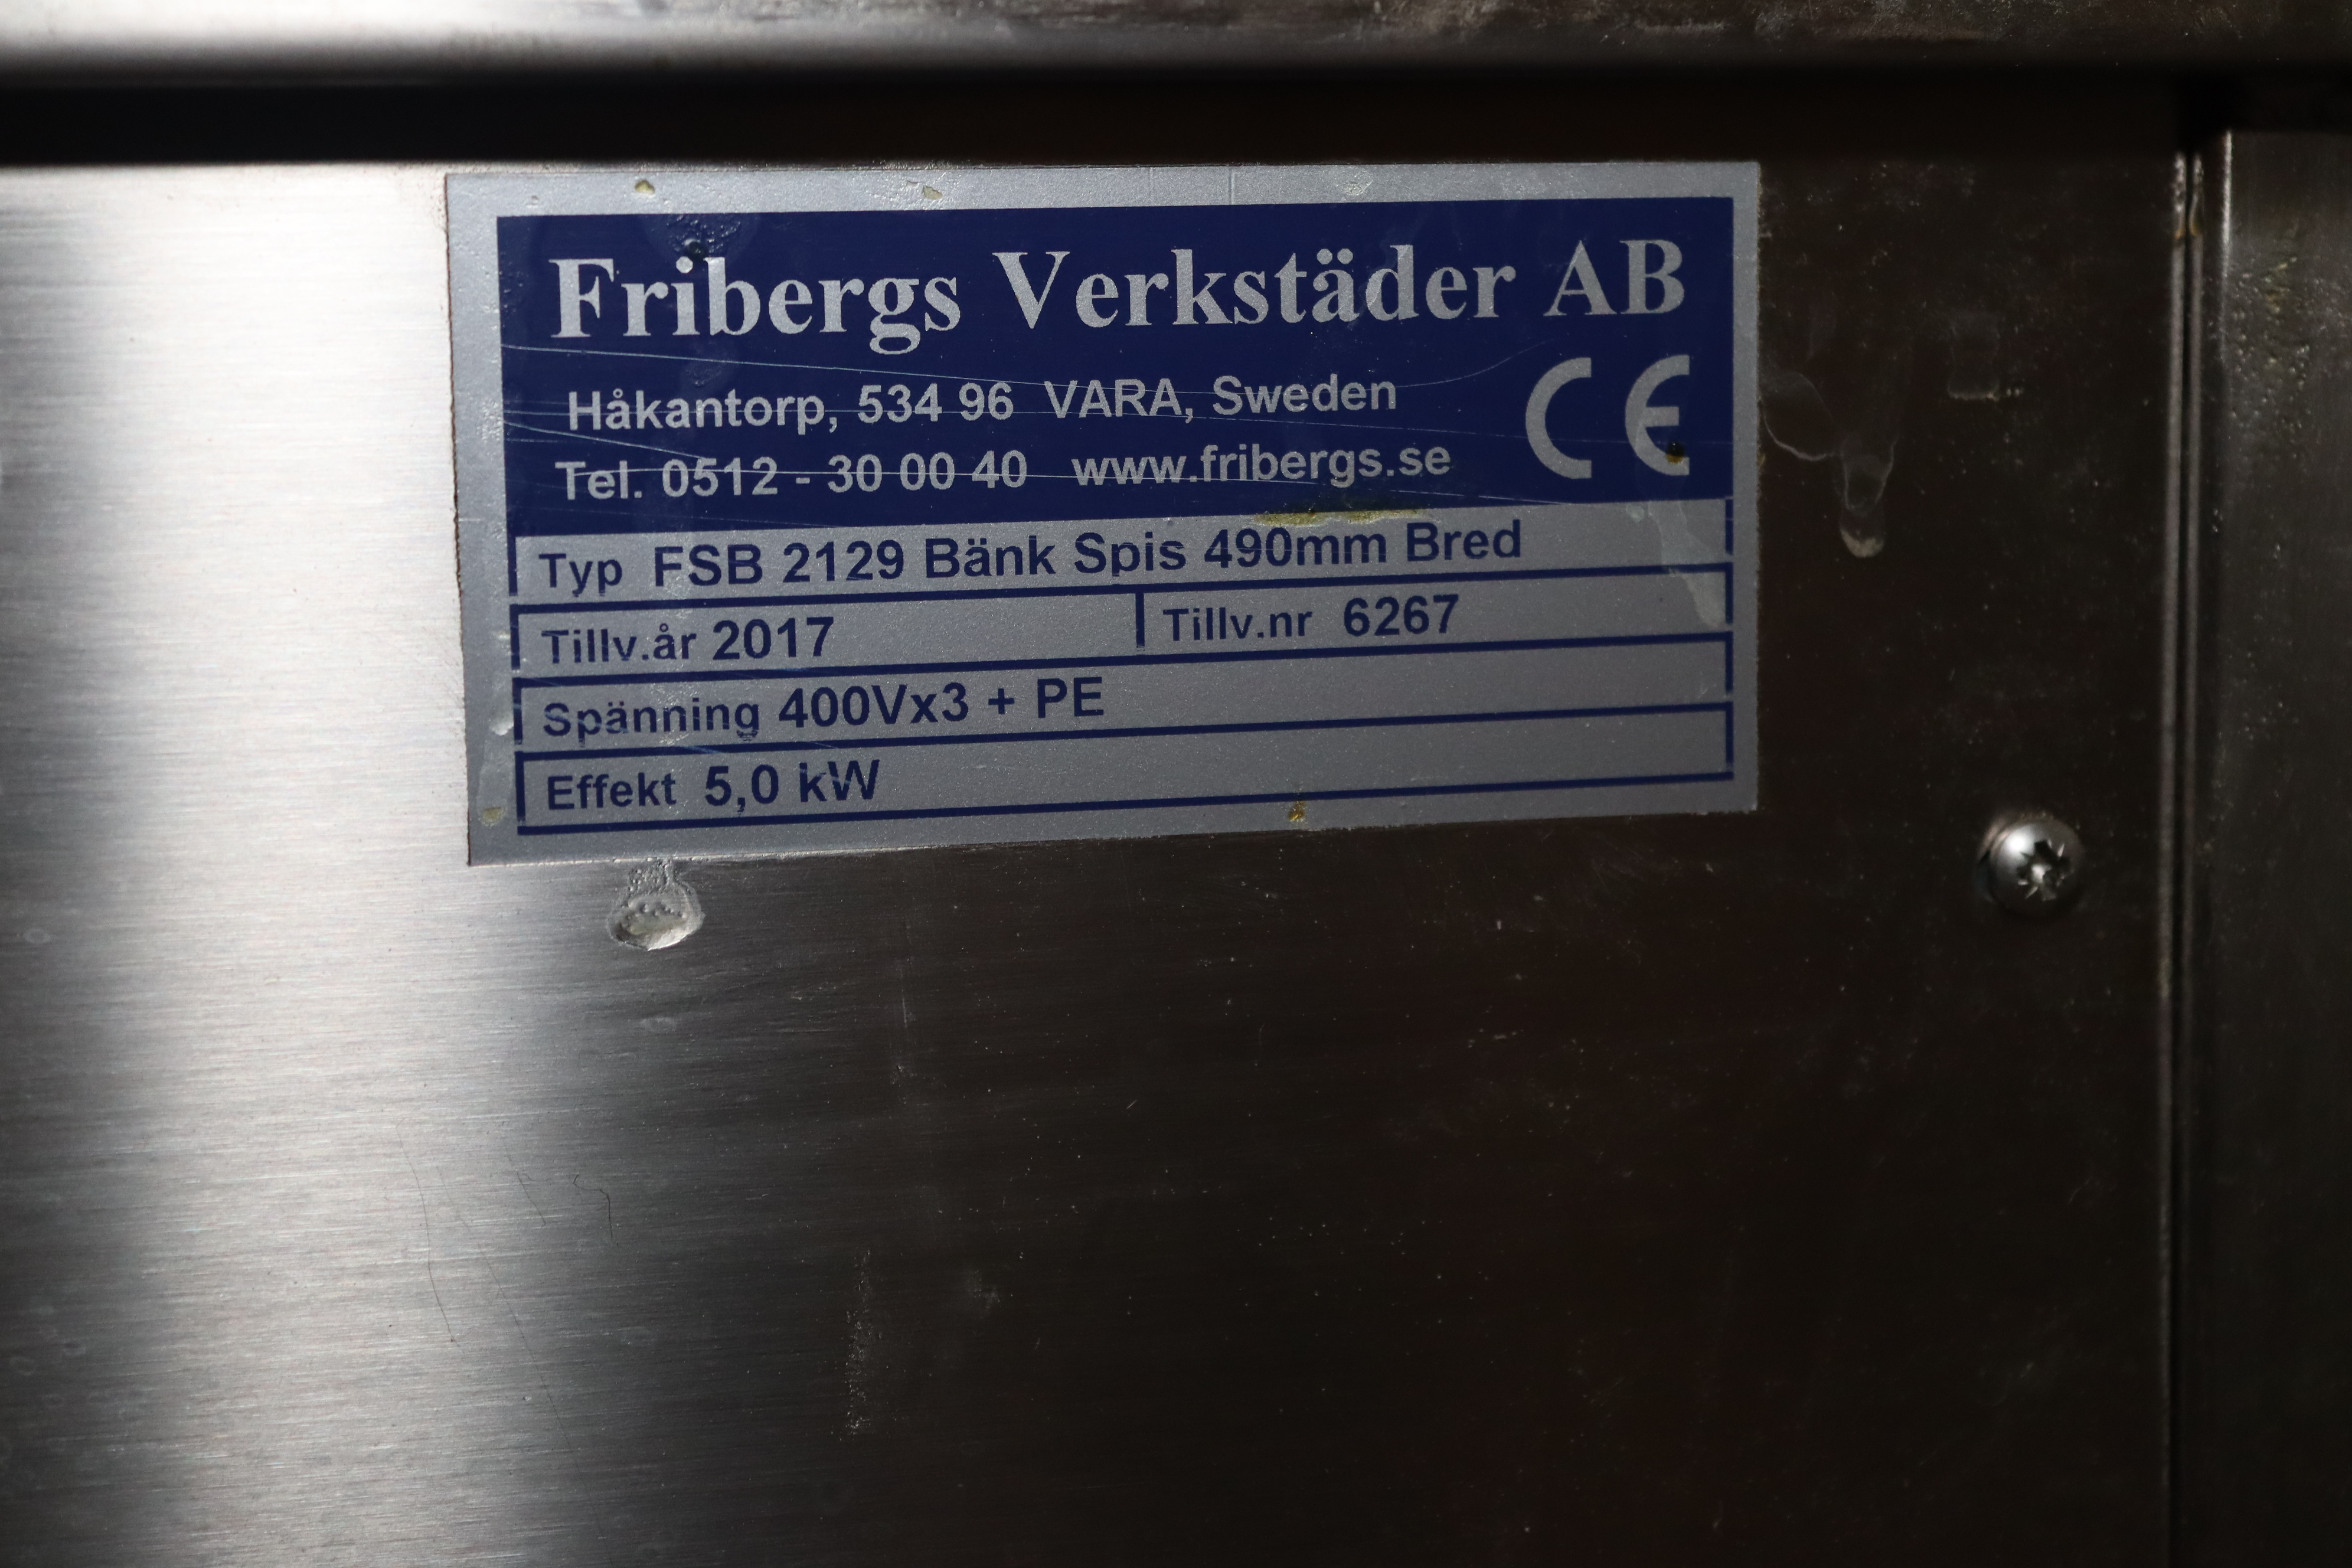 Fribergs Verkstäder AB
Håkantorp, 534 96 VARA, Sweden
Tel. 0512 - 30 00 40 www.fribergs.se
CE
Typ FSB 2129 Bänk Spis 490mm Bred
Tillv.år 2017 Tillv.nr 6267
Spänning 400Vx3 + PE
Effekt 5,0 kW